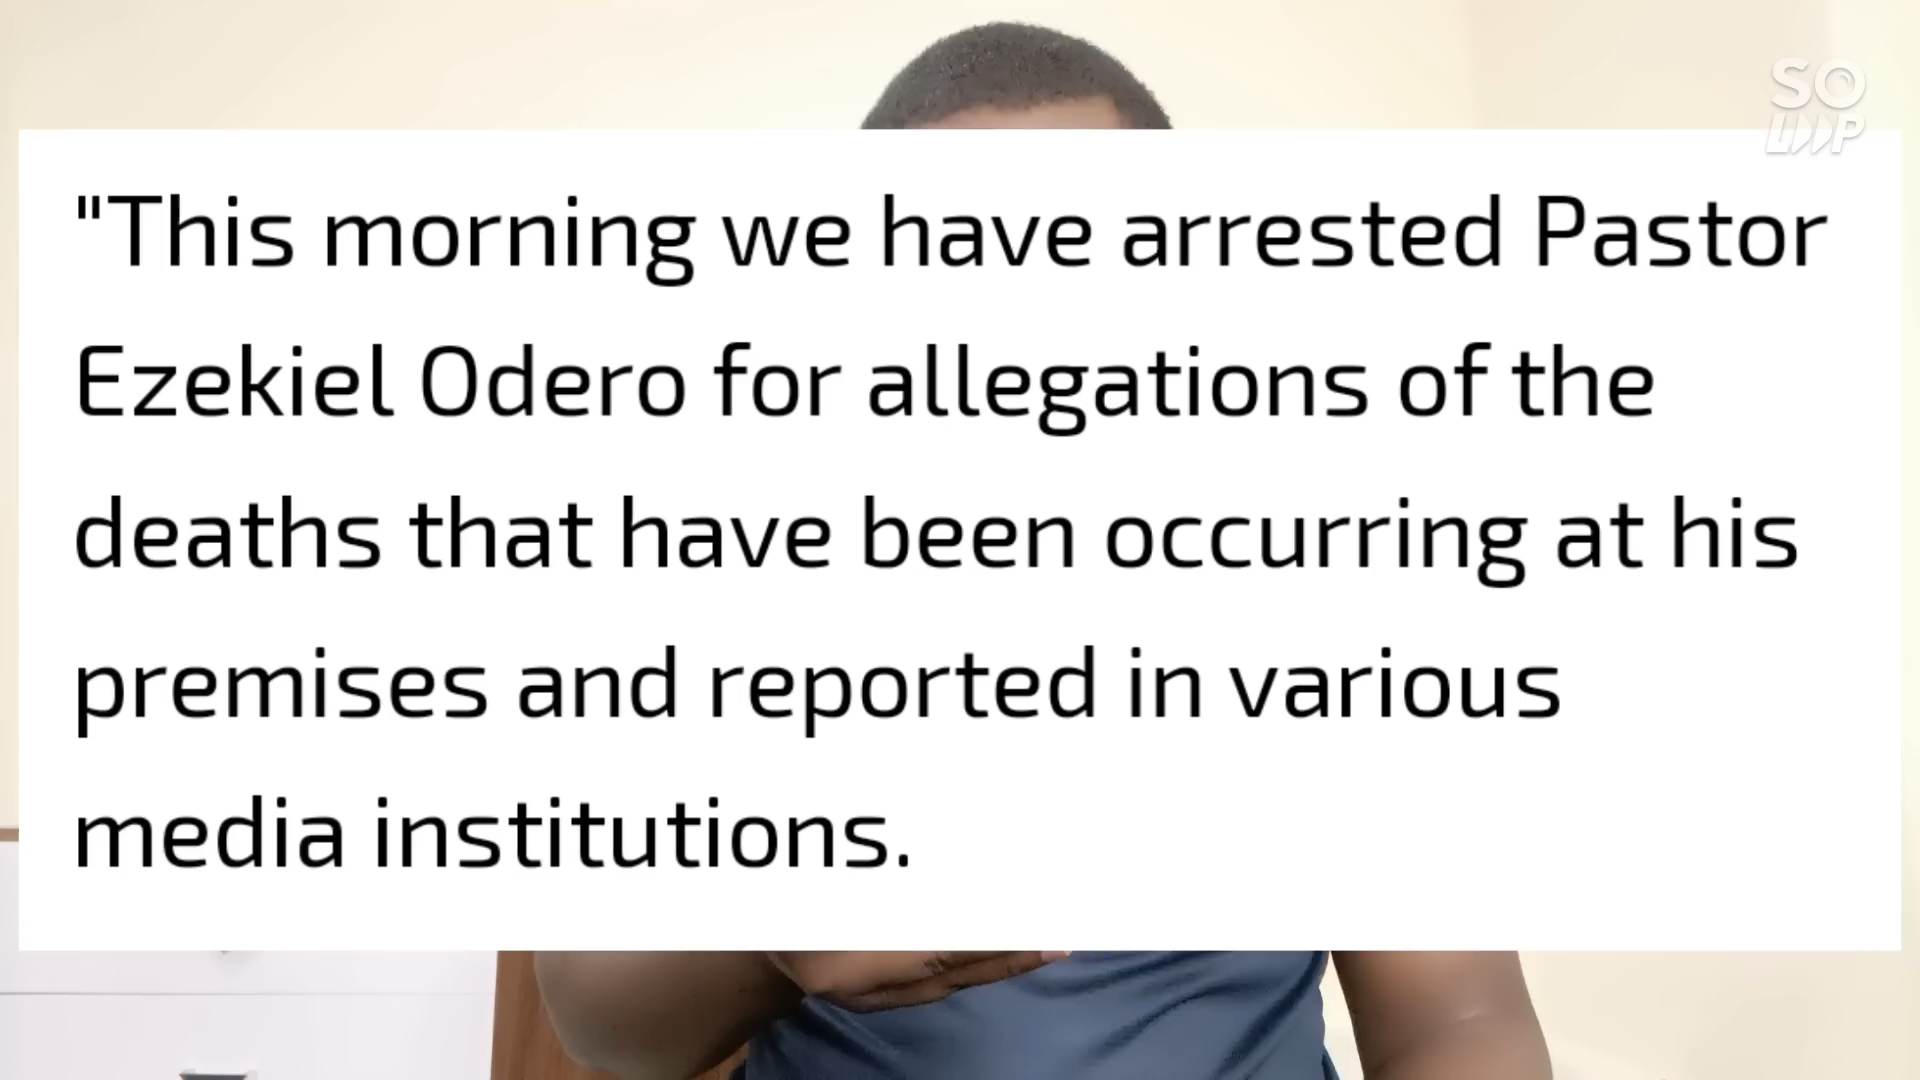 SO
LP
"This morning we have arrested Pastor
Ezekiel Odero for allegations of the
deaths that have been occurring at his
premises and reported in various
media institutions.